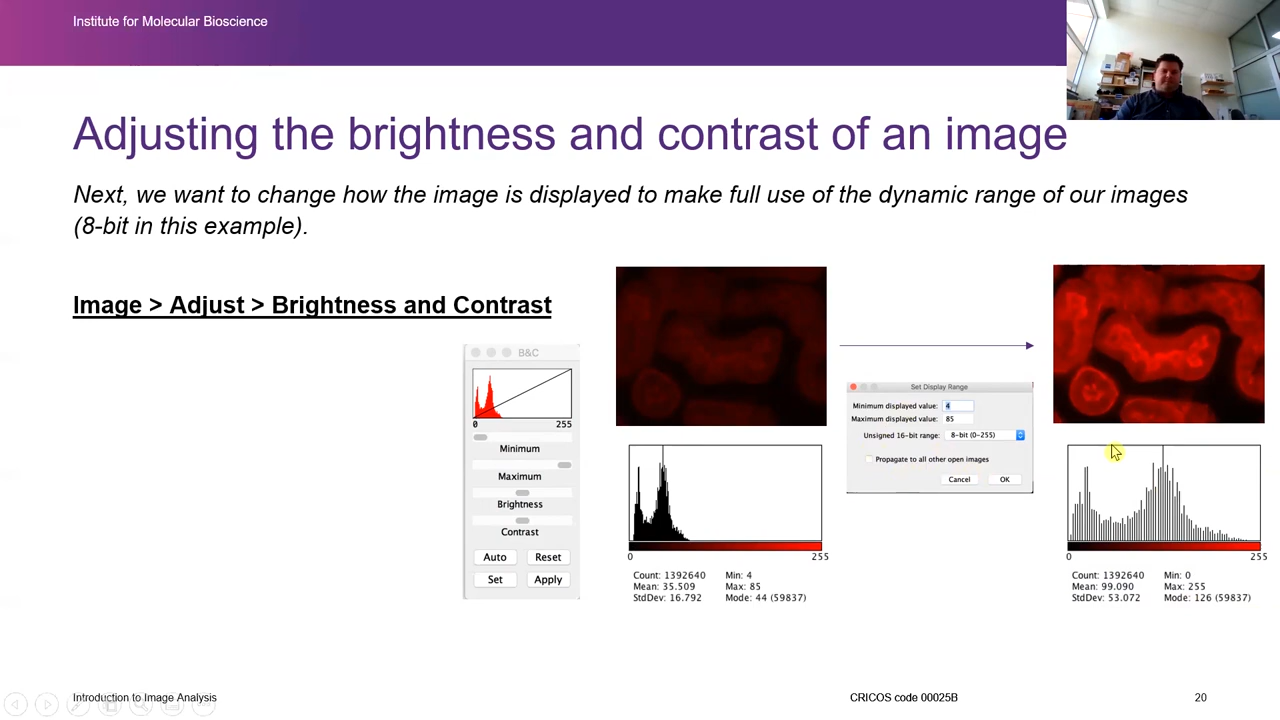 Institute for Molecular Bioscience
Adjusting the brightness and contrast of an image
Next, we want to change how the image is displayed to make full use of the dynamic range of our images
(8-bit in this example).
Image > Adjust > Brightness and Contrast
B&C
0 255
Minimum
Maximum
Brightness
Contrast
Auto Reset
Set Apply
0 255
Count: 1392640 Min: 4
Mean: 35.509 Max: 85
StdDev: 16.792 Mode: 44 (59837)
Set Display Range
Minimum displayed value: 4
Maximum displayed value: 85
Unsigned 16-bit range: 8-bit (0-255)
Propagate to all other open images
Cancel OK
0 255
Count: 1392640 Min: 0
Mean: 99.090 Max: 255
StdDev: 53.072 Mode: 126 (59837)
Introduction to Image Analysis
CRICOS code 00025B
20